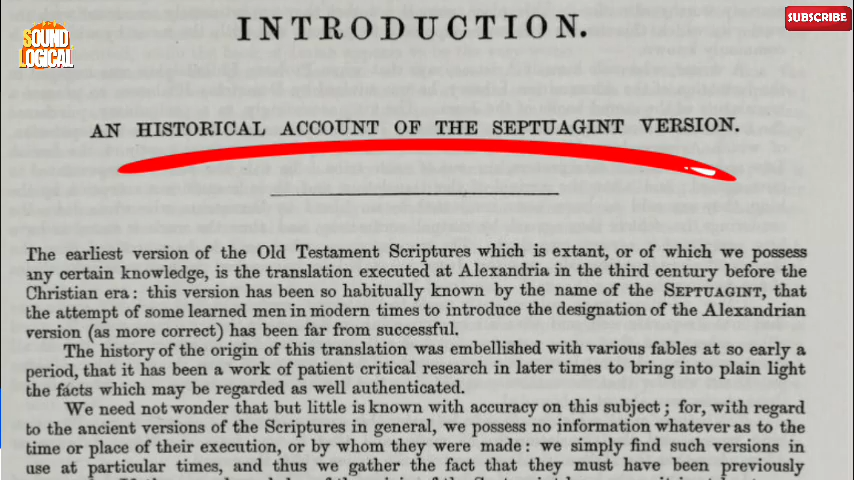 INTRODUCTION.
SUBSCRIBE
SOUND
LOGICAL
AN HISTORICAL ACCOUNT OF THE SEPTUAGINT VERSION.
The earliest version of the Old Testament Scriptures which is extant, or of which we possess
any certain knowledge, is the translation executed at Alexandria in the third century before the
Christian era: this version has been so habitually known by the name of the SEPTUAGINT, that
the attempt of some learned men in modern times to introduce the designation of the Alexandrian
version (as more correct) has been far from successful.
The history of the origin of this translation was embellished with various fables at so early a
period, that it has been a work of patient critical research in later times to bring into plain light
the facts which may be regarded as well authenticated.
We need not wonder that but little is known with accuracy on this subject; for, with regard
to the ancient versions of the Scriptures in general, we possess no information whatever as to the
time or place of their execution, or by whom they were made: we simply find such versions in
use at particular times, and thus we gather the fact that they must have been previously